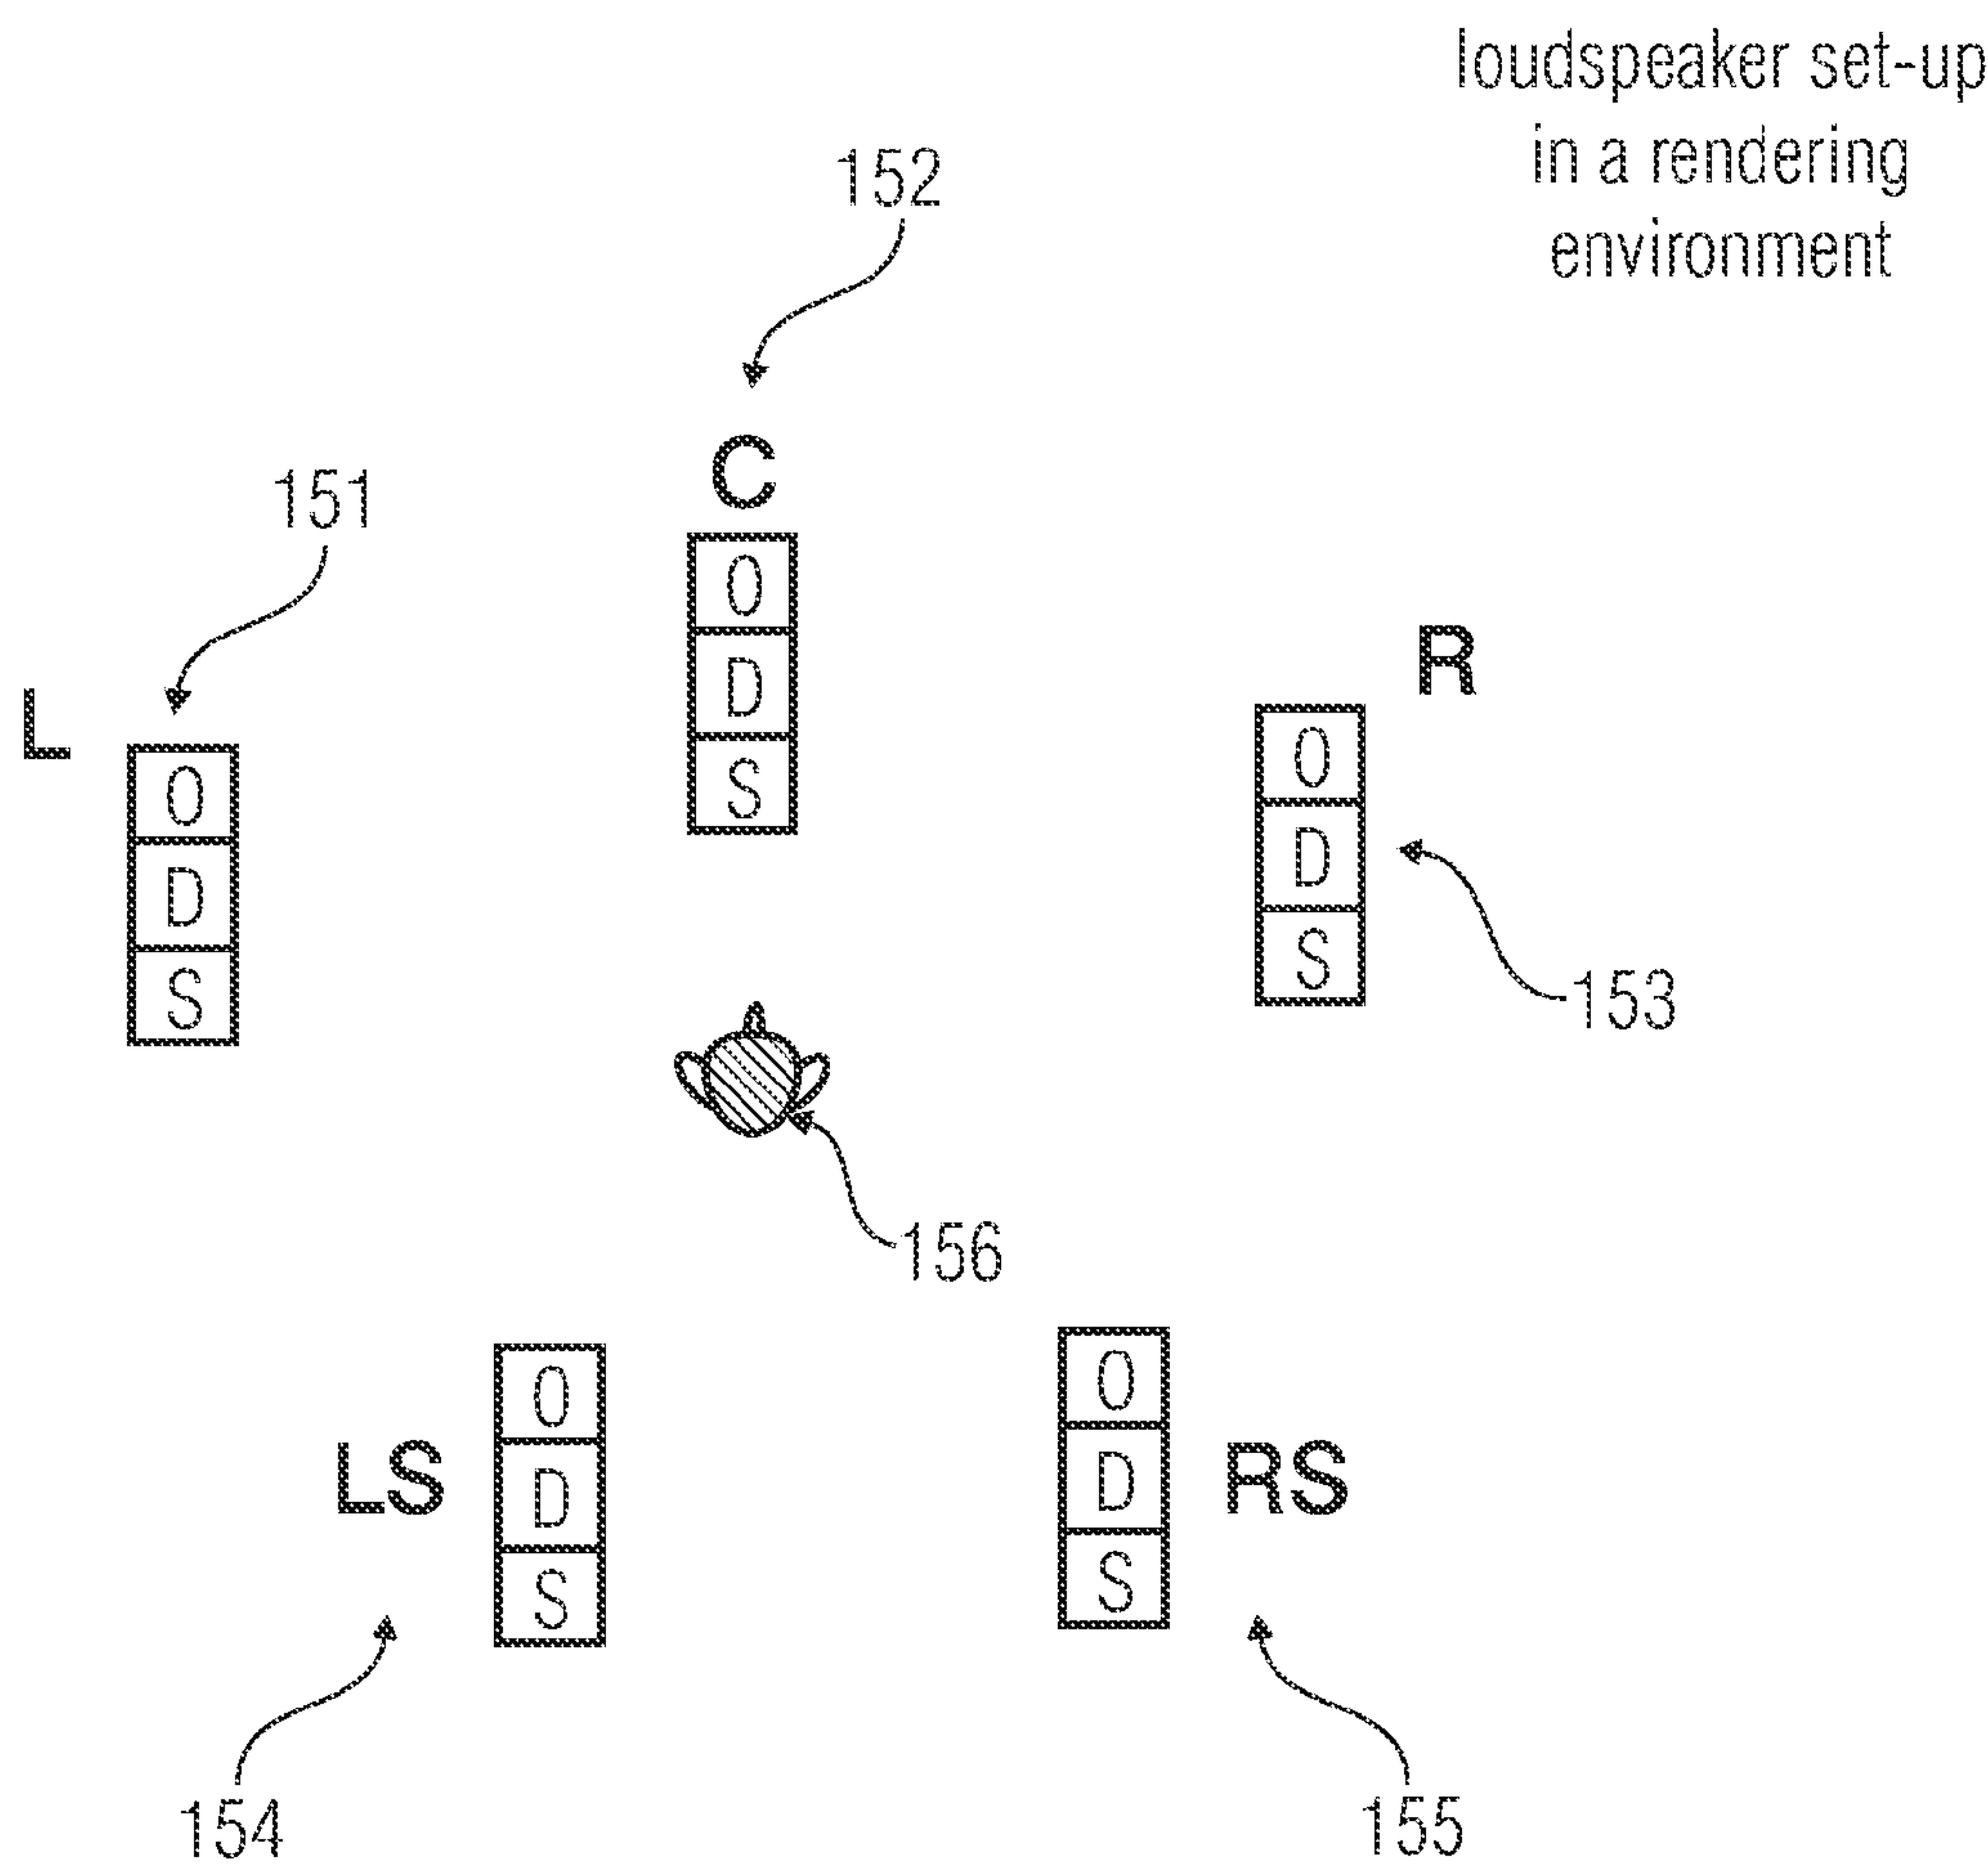 loudspeaker set-up
in a rendering
environment
152
C
O
D
S
151
L
O
D
S
R
O
D
S
153
156
LS
O
D
S
154
O
D
S
RS
155